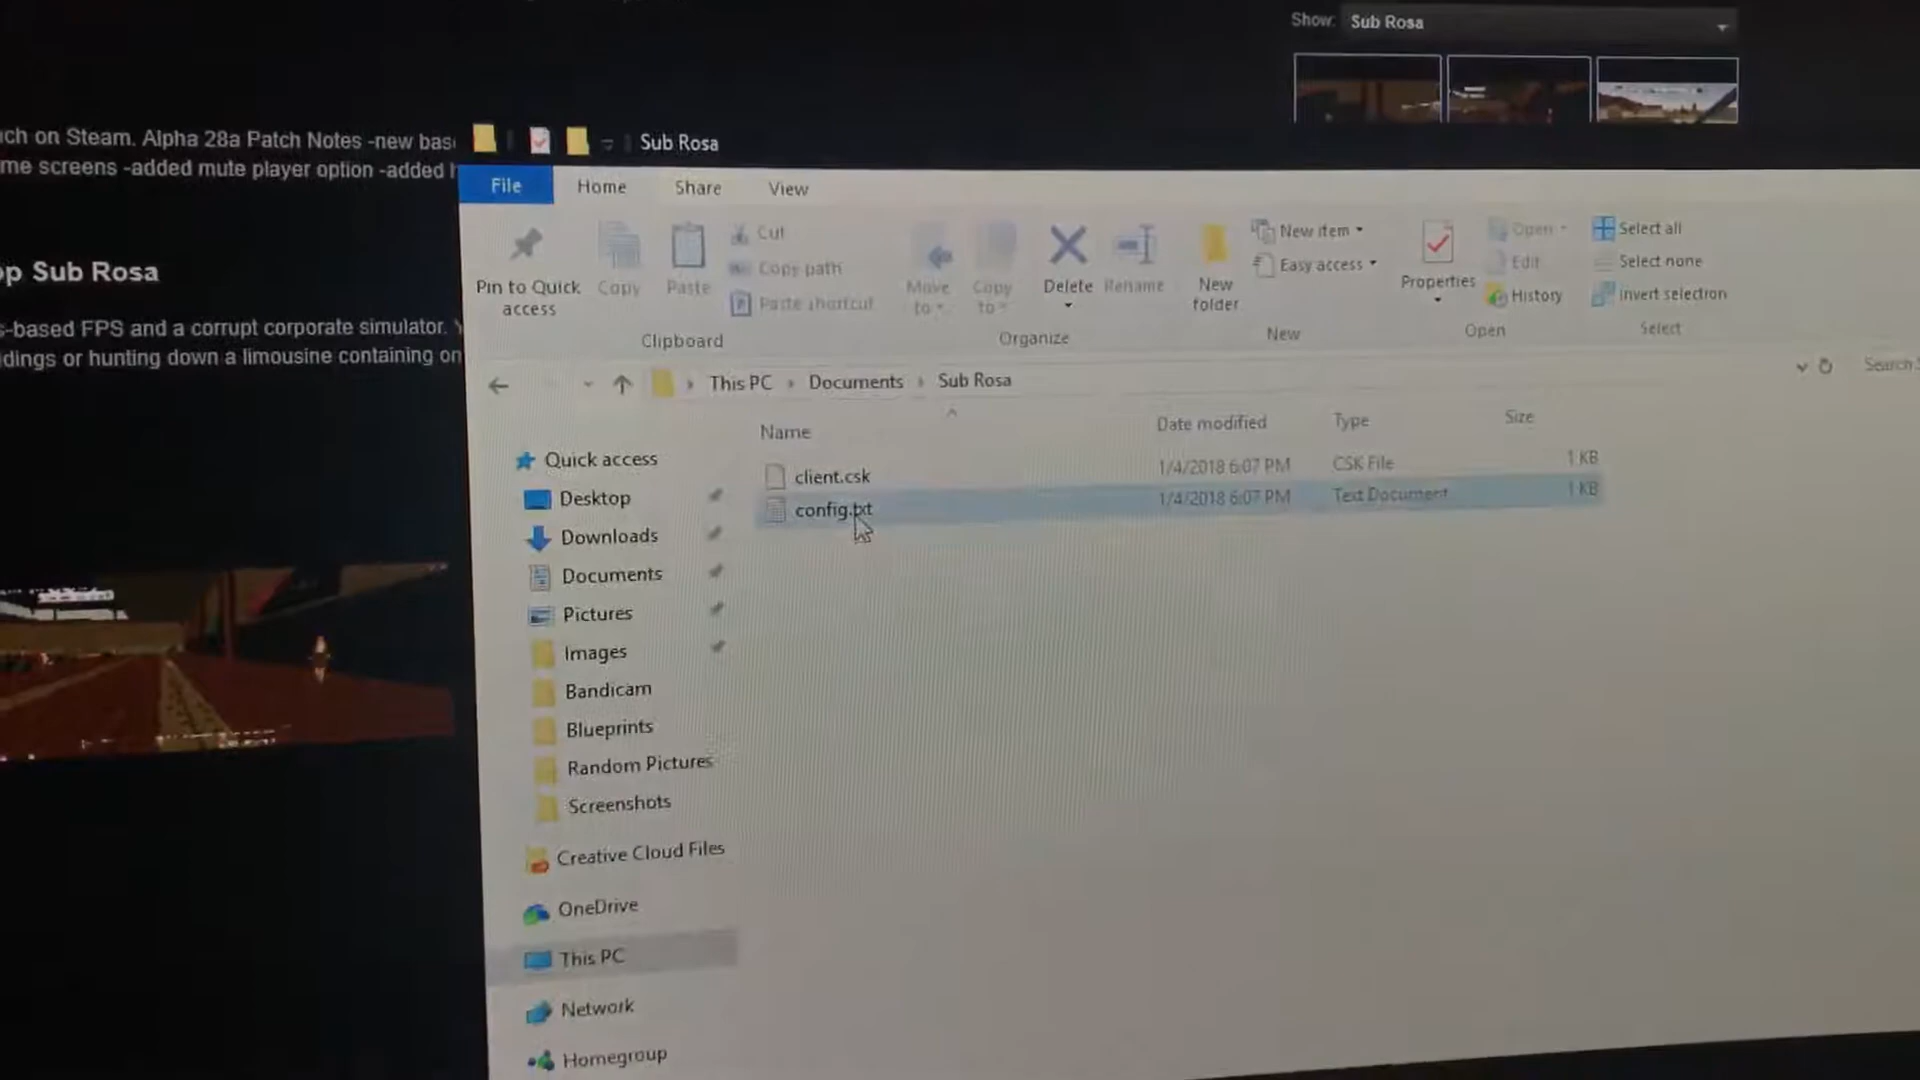 Show: Sub Rosa
ch on Steam. Alpha 28a Patch Notes -new bas
me screens -added mute player option -added
op Sub Rosa
s-based FPS and a corrupt corporate simulator.
dings or hunting down a limousine containing on
Sub Rosa
File Home Share View
Pin to Quick access
Copy
Paste
Cut
Copy path
Paste shortcut
Clipboard
Move to
Copy to
Delete
Rename
Organize
New folder
New item
Easy access
New
Properties
Open
Edit
History
Open
Select all
Select none
Invert selection
Select
This PC Documents Sub Rosa
Search
Name Date modified Type Size
client.csk 1/4/2018 6:07 PM CSK File 1 KB
config.txt 1/4/2018 6:07 PM Text Document 1 KB
Quick access
Desktop
Downloads
Documents
Pictures
Images
Bandicam
Blueprints
Random Pictures
Screenshots
Creative Cloud Files
OneDrive
This PC
Network
Homegroup